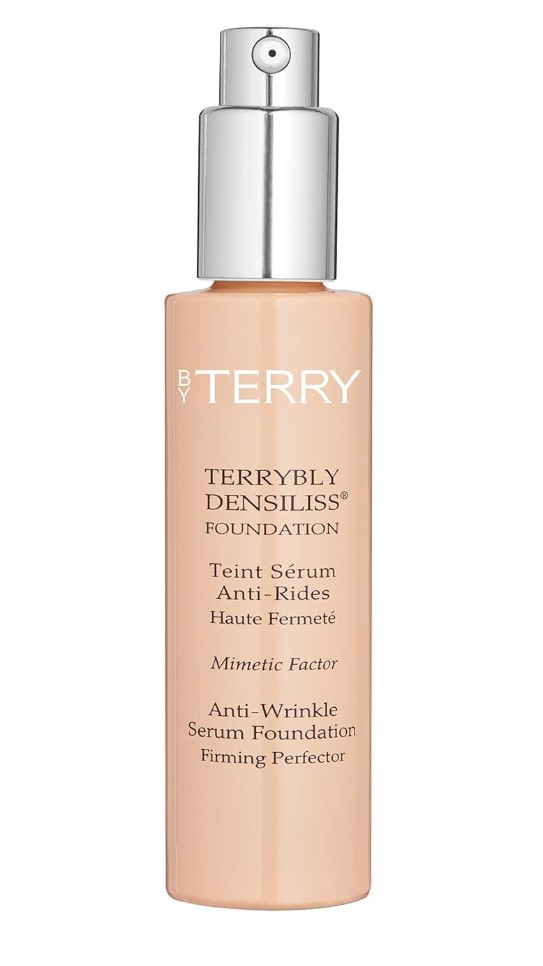 BY TERRY
TERRYBLY
DENSILISS®
FOUNDATION
Teint Sérum
Anti-Rides
Haute Fermeté
Mimetic Factor
Anti-Wrinkle
Serum Foundation
Firming Perfector